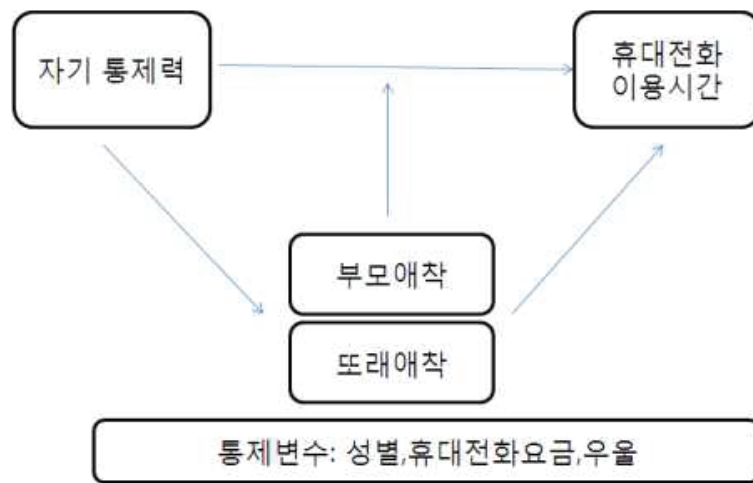 자기 통제력
휴대전화
이용시간
부모애착
또래애착
통제변수: 성별,휴대전화요금,우울